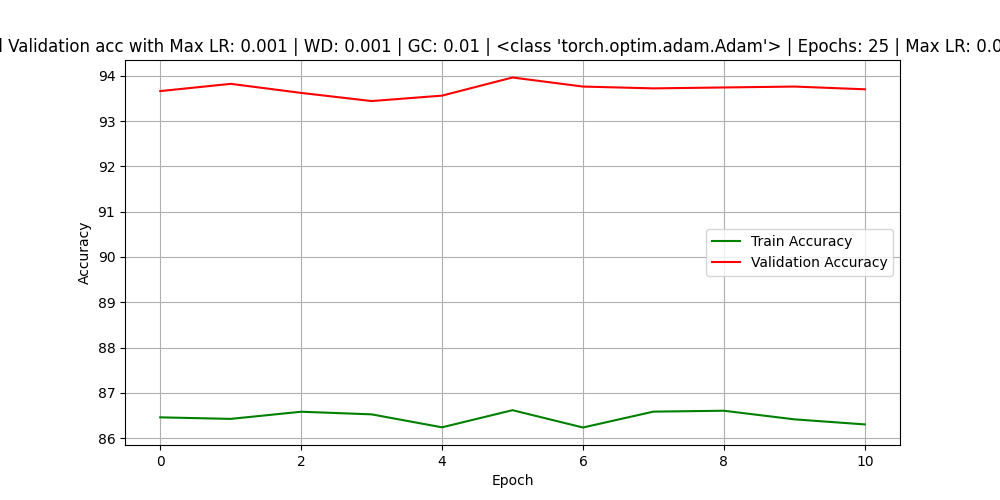 Validation acc with Max LR: 0.001 | WD: 0.001 | GC: 0.01 | <class 'torch.optim.adam.Adam'> | Epochs: 25 | Max LR: 0.0
94
93
92
91
90
89
88
87
86
Accuracy
Train Accuracy
Validation Accuracy
0 2 4 6 8 10
Epoch